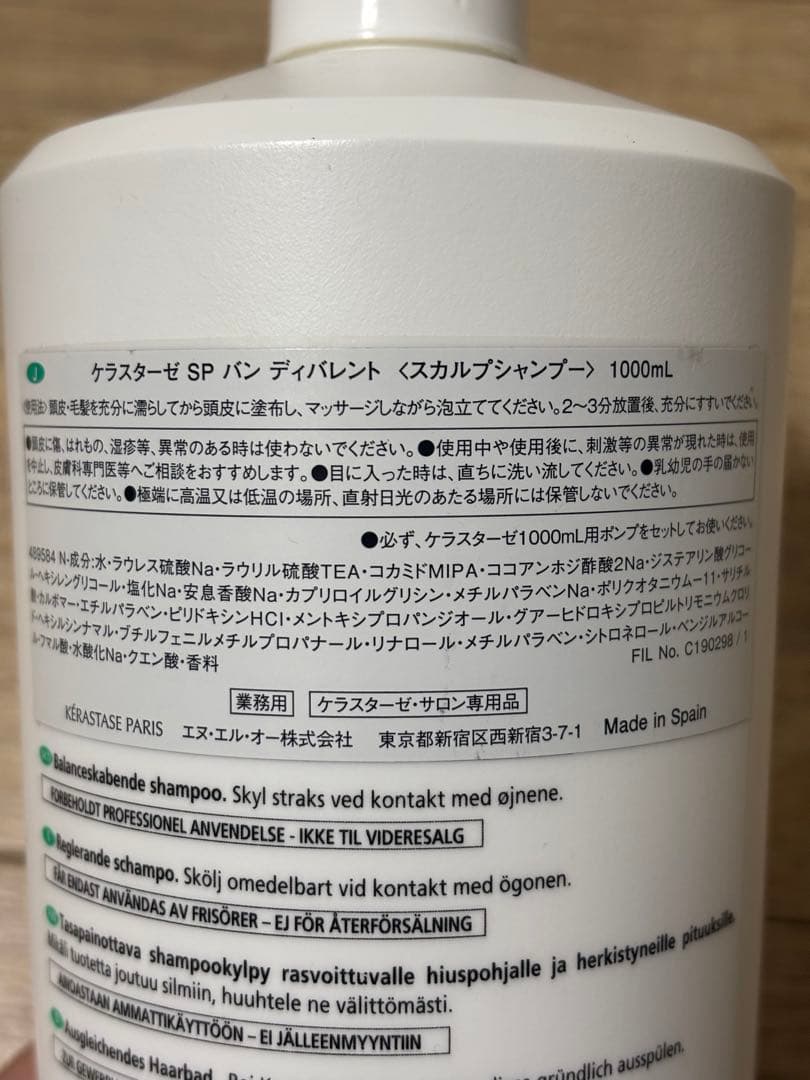 J
ケラスターゼ SP バン ディバレント 〈スカルプシャンプー〉 1000mL
〈使用法〉頭皮・毛髪を充分に濡らしてから頭皮に塗布し、マッサージしながら泡立ててください。2〜3分放置後、充分にすすいでください。
●頭皮に傷、はれもの、湿疹等、異常のある時は使わないでください。●使用中や使用後に、刺激等の異常が現れた時は、使用
を中止し、皮膚科専門医等へご相談をおすすめします。●目に入った時は、直ちに洗い流してください。●乳幼児の手の届かない
ところに保管してください。●極端に高温又は低温の場所、直射日光のあたる場所には保管しないでください。
●必ず、ケラスターゼ1000mL用ポンプをセットしてお使いください。
489584 N・成分:水・ラウレス硫酸Na・ラウリル硫酸TEA・コカミドMIPA・ココアンホジ酢酸2Na・ジステアリン酸グリコー
ル・ヘキシレングリコール・塩化Na・安息香酸Na・カプリロイルグリシン・メチルパラベンNa・ポリクオタニウム－11・サリチル
酸・カルボマー・エチルパラベン・ピリドキシンHCl・メントキシプロパンジオール・グアーヒドロキシプロピルトリモニウムクロリ
ド・ヘキシルシンナマル・ブチルフェニルメチルプロパナール・リナロール・メチルパラベン・シトロネロール・ベンジルアルコー
ル・フマル酸・水酸化Na・クエン酸・香料
FIL No. C190298 / 1
業務用 ケラスターゼ・サロン専用品
KÉRASTASE PARIS エヌ・エル・オー株式会社 東京都新宿区西新宿3-7-1 Made in Spain
Balanceskabende shampoo. Skyl straks ved kontakt med øjnene.
FORBEHOLDT PROFESSIONEL ANVENDELSE - IKKE TIL VIDERESALG
Reglerande schampo. Skölj omedelbart vid kontakt med ögonen.
FÅR ENDAST ANVÄNDAS AV FRISÖRER – EJ FÖR ÅTERFÖRSÄLNING
Tasapainottava shampookylpy rasvoittuvalle hiuspohjalle ja herkistyneille pituuksille.
Mikäli tuotetta joutuu silmiin, huuhtele ne välittömästi.
AINOASTAAN AMMATTIKÄYTTÖÖN – EI JÄLLEENMYYNTIIN
Ausgleichendes Haarbad. gründlich ausspülen.
ZUR